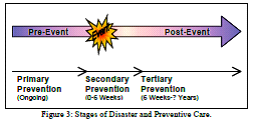 Pre-Event
Event
Post-Event
Primary
Prevention
(Ongoing)
Secondary
Prevention
(0-6 Weeks)
Tertiary
Prevention
(6 Weeks-? Years)
Figure 3: Stages of Disaster and Preventive Care.